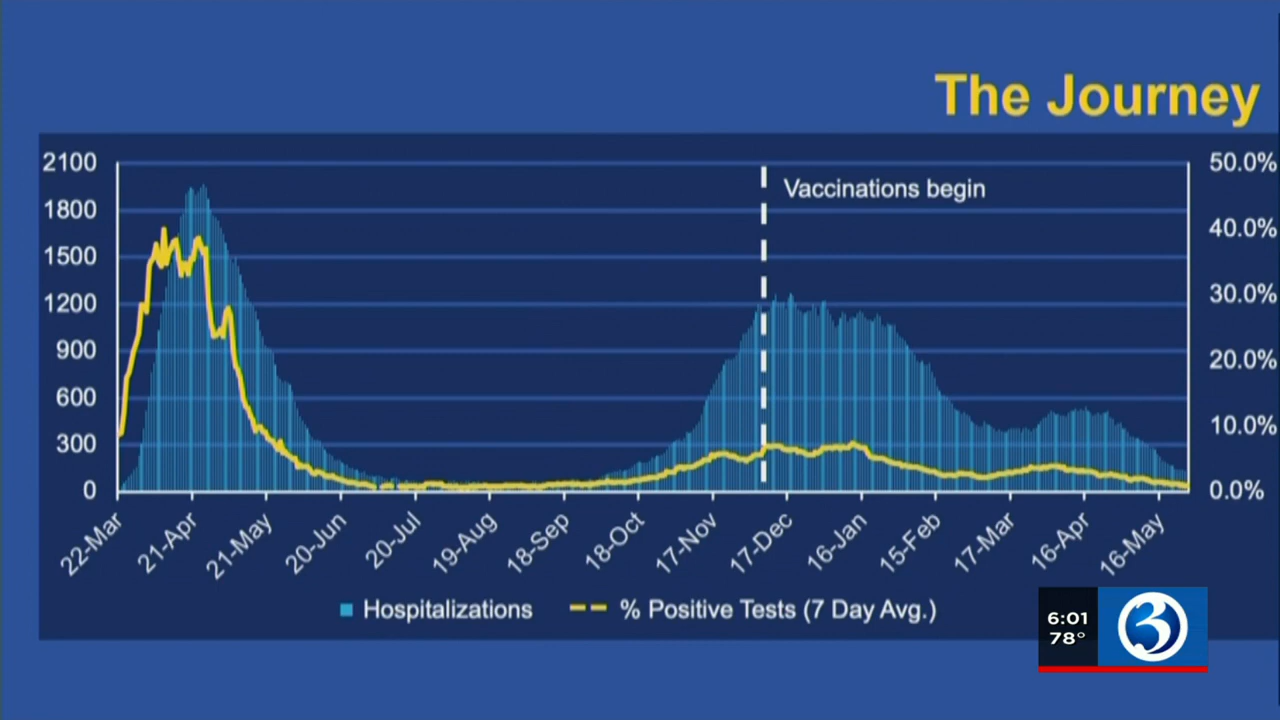 The Journey
2100
1800
1500
1200
900
600
300
0
50.0%
40.0%
30.0%
20.0%
10.0%
0.0%
Vaccinations begin
22-Mar
21-Apr
21-May
20-Jun
20-Jul
19-Aug
18-Sep
18-Oct
17-Nov
17-Dec
16-Jan
15-Feb
17-Mar
16-Apr
16-May
Hospitalizations
% Positive Tests (7 Day Avg.)
6:01
78°
3